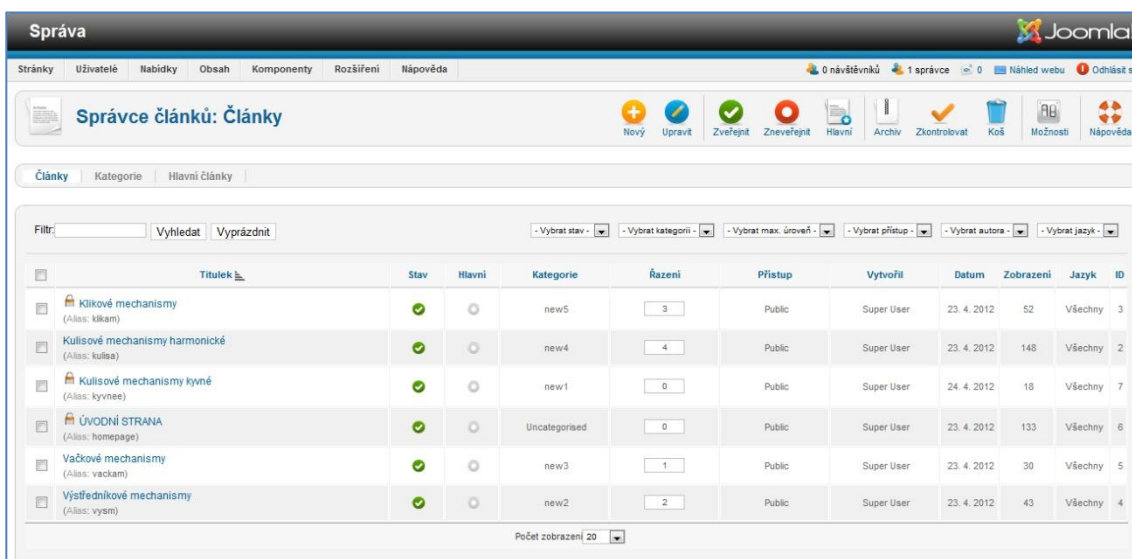 Správa Joomla!
Stránky Uživatelé Nabídky Obsah Komponenty Rozšíření Nápověda 0 návštěvníků 1 správce 0 Náhled webu Odhlásit s
Správce článků: Články
Nový Upravit Zveřejnit Zneveřejnit Hlavní Archiv Zkontrolovat Koš Možnosti Nápověda
Články Kategorie Hlavní články
Filtr: Vyhledat Vyprázdnit - Vybrat stav - - Vybrat kategorii - - Vybrat max. úroveň - - Vybrat přístup - - Vybrat autora - - Vybrat jazyk -
Titulek Stav Hlavní Kategorie Řazení Přístup Vytvořil Datum Zobrazení Jazyk ID
Klikové mechanismy new5 3 Public Super User 23. 4. 2012 52 Všechny 3
(Alias: klikam)
Kulisové mechanismy harmonické new4 4 Public Super User 23. 4. 2012 148 Všechny 2
(Alias: kulisa)
Kulisové mechanismy kyvné new1 0 Public Super User 24. 4. 2012 18 Všechny 7
(Alias: kyvnee)
ÚVODNÍ STRANA Uncategorised 0 Public Super User 23. 4. 2012 133 Všechny 6
(Alias: homepage)
Vačkové mechanismy new3 1 Public Super User 23. 4. 2012 30 Všechny 5
(Alias: vackam)
Výstředníkové mechanismy new2 2 Public Super User 23. 4. 2012 43 Všechny 4
(Alias: vysm)
Počet zobrazení 20